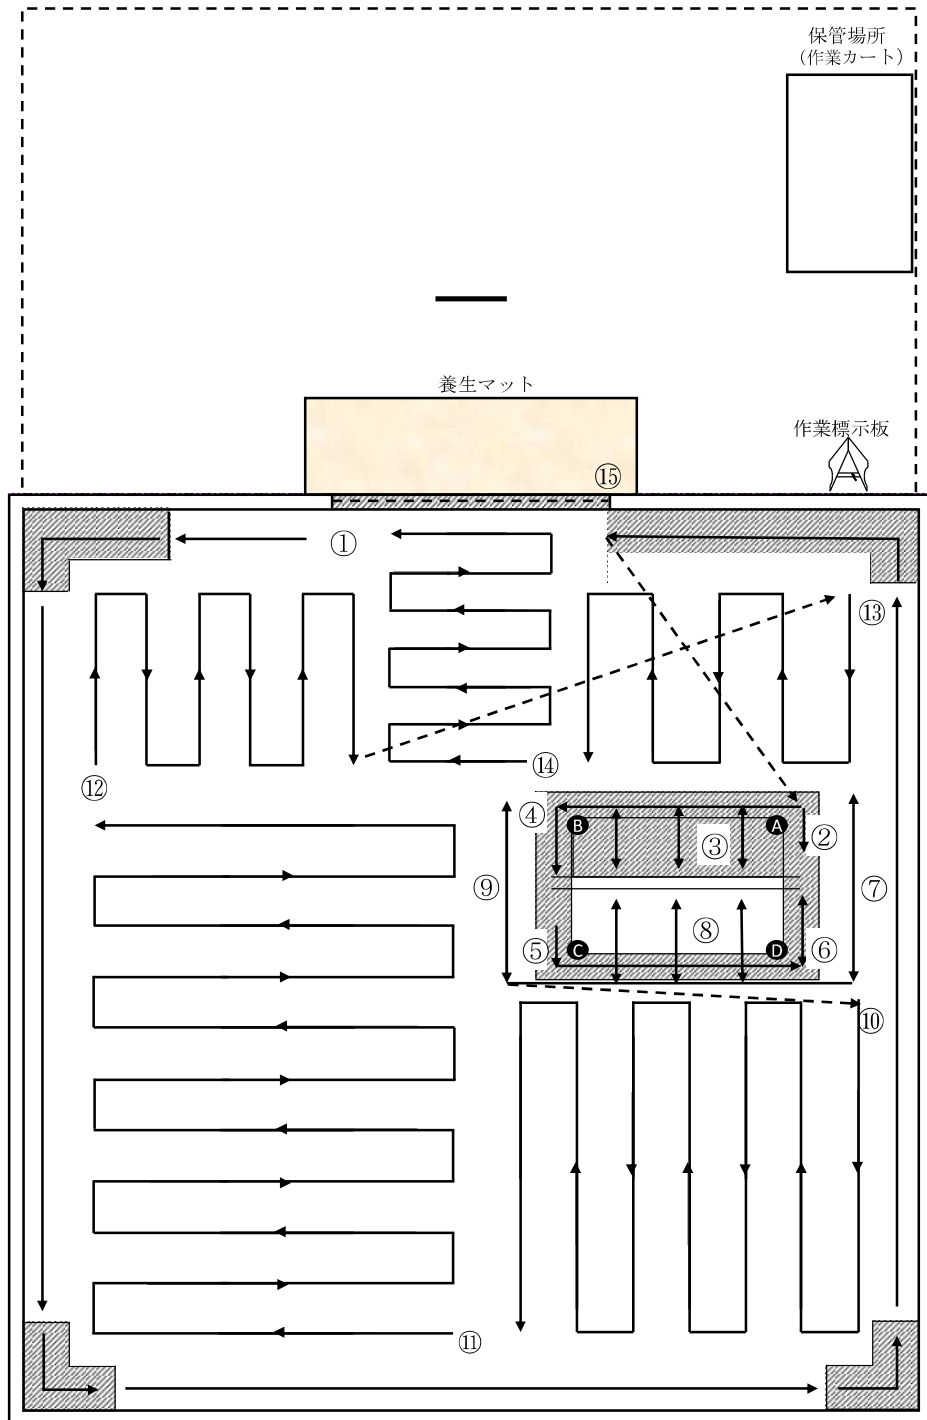 保管場所
（作業カート）
養生マット
作業標示板
⑮
①
⑬
⑭
⑫
④
B
A
②
③
⑨
⑦
⑧
⑤
C
D
⑥
⑩
⑪